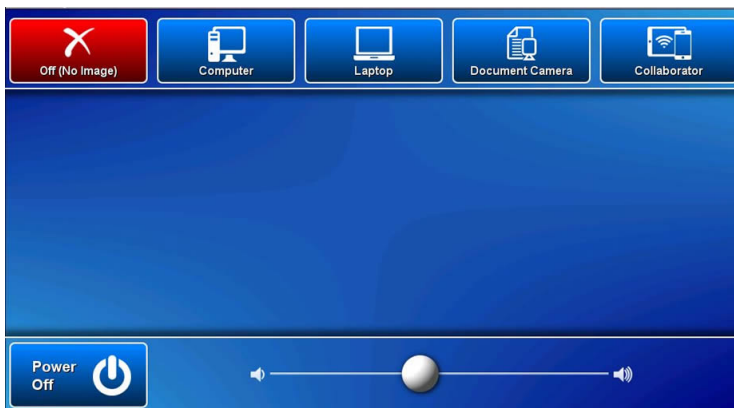 Off (No Image)
Computer
Laptop
Document Camera
Collaborator
Power
Off